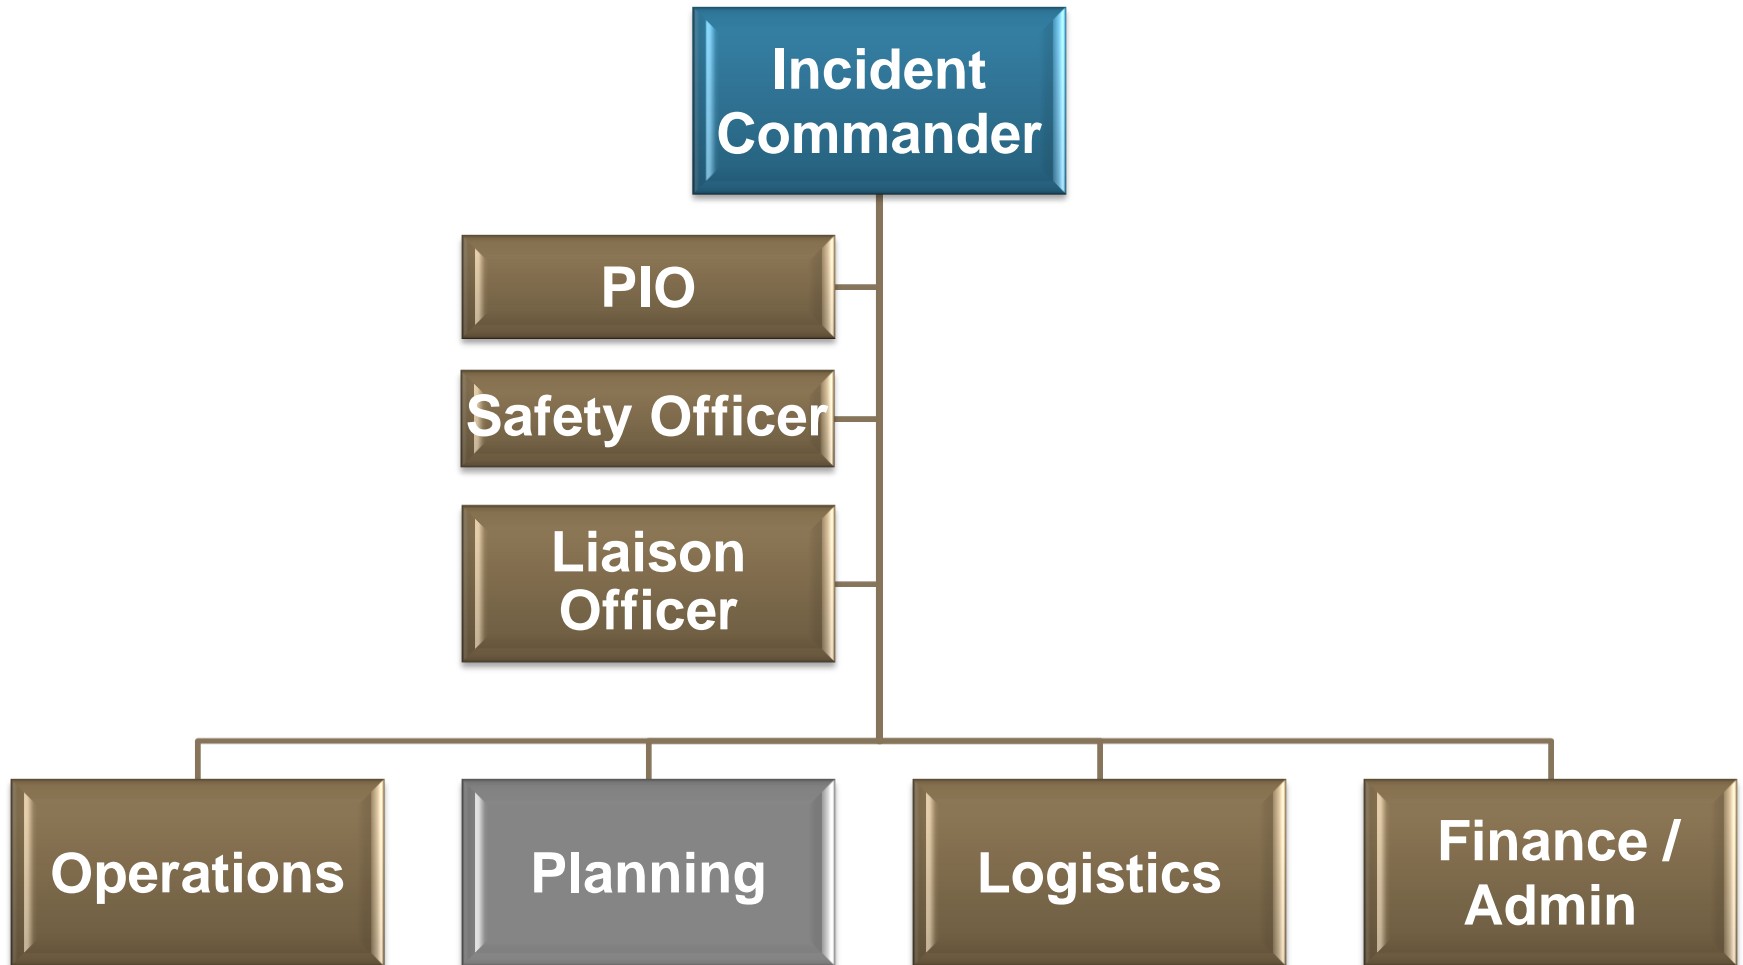 Incident
Commander
PIO
Safety Officer
Liaison
Officer
Operations
Planning
Logistics
Finance /
Admin